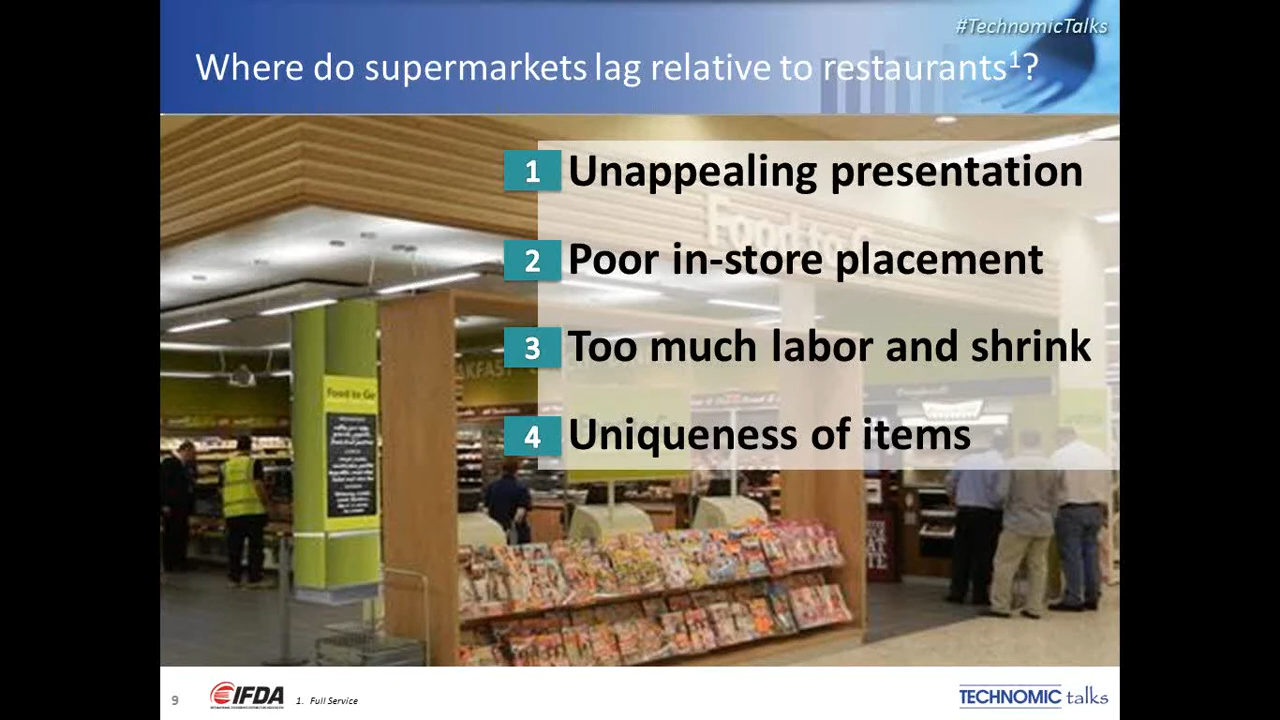 #TechnomicTalks
Where do supermarkets lag relative to restaurants¹?
1 Unappealing presentation
2 Poor in-store placement
3 Too much labor and shrink
4 Uniqueness of items
Food to Go
9
IFDA
1. Full Service
TECHNOMIC talks